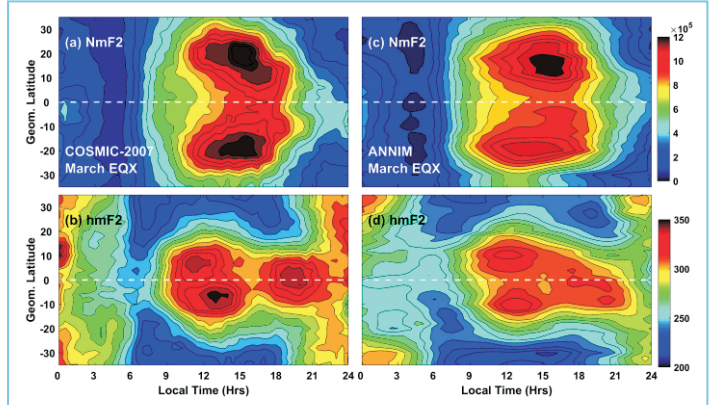 (a) NmF2
(c) NmF2
COSMIC-2007
March EQX
ANNIM
March EQX
Geom. Latitude
30
20
10
0
-10
-20
-30
12 × 10⁵
10
8
6
4
2
0
(b) hmF2
(d) hmF2
Geom. Latitude
30
20
10
0
-10
-20
-30
350
300
250
200
0 3 6 9 12 15 18 21 24 0 3 6 9 12 15 18 21 24
Local Time (Hrs) Local Time (Hrs)